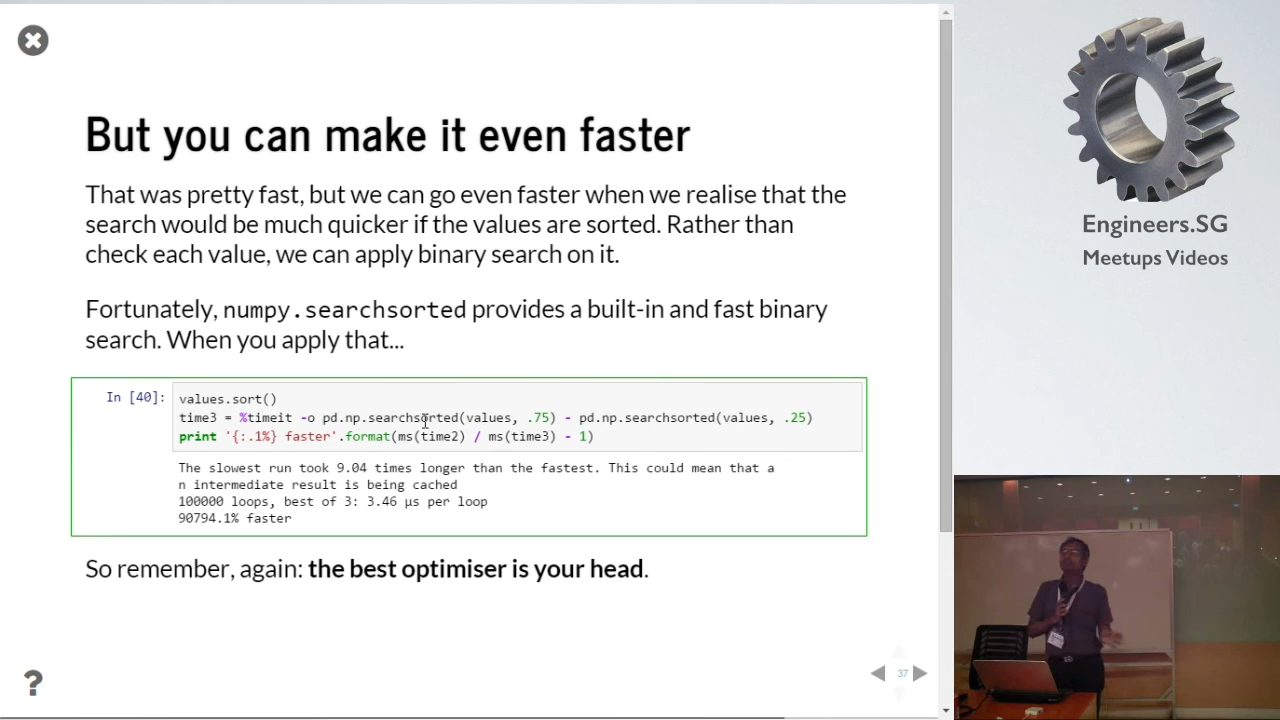 But you can make it even faster
That was pretty fast, but we can go even faster when we realise that the
search would be much quicker if the values are sorted. Rather than
check each value, we can apply binary search on it.
Fortunately, numpy.searchsorted provides a built-in and fast binary
search. When you apply that...
In [40]:
values.sort()
time3 = %timeit -o pd.np.searchsorted(values, .75) - pd.np.searchsorted(values, .25)
print '{:.1%} faster'.format(ms(time2) / ms(time3) - 1)
The slowest run took 9.04 times longer than the fastest. This could mean that a
n intermediate result is being cached
100000 loops, best of 3: 3.46 µs per loop
90794.1% faster
So remember, again: the best optimiser is your head.
?
37
Engineers.SG
Meetups Videos